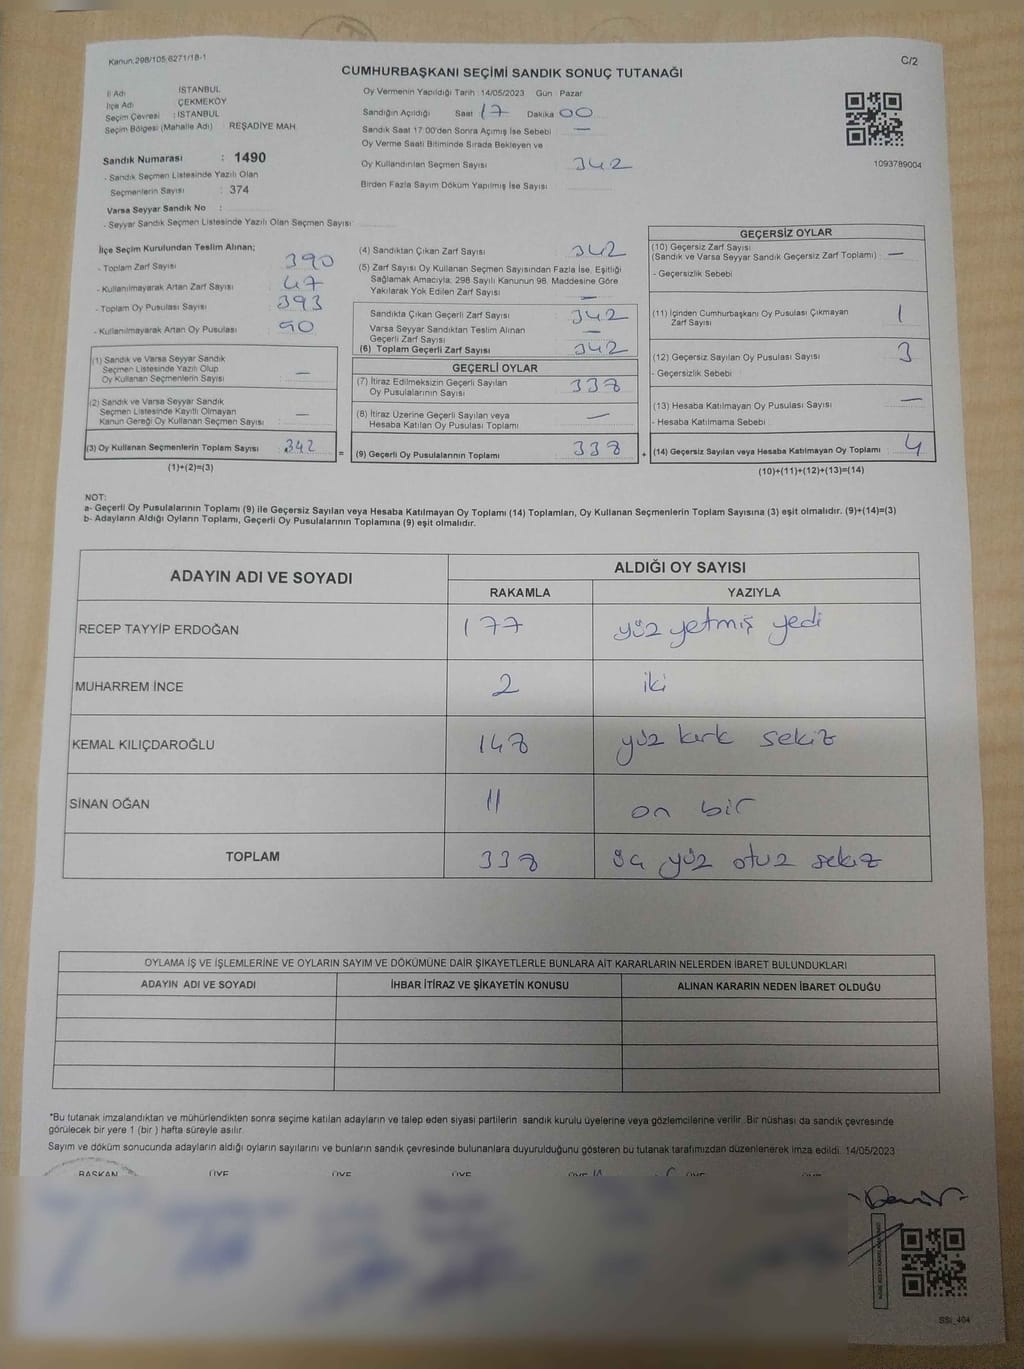 Kanun.298/105.6271/18-1
C/2
CUMHURBAŞKANI SEÇİMİ SANDIK SONUÇ TUTANAĞI
İl Adı : İSTANBUL
İlçe Adı : ÇEKMEKÖY
Seçim Çevresi : İSTANBUL
Seçim Bölgesi (Mahalle Adı) : REŞADİYE MAH.
Sandık Numarası : 1490
- Sandık Seçmen Listesinde Yazılı Olan
Seçmenlerin Sayısı : 374
Varsa Seyyar Sandık No :
- Seyyar Sandık Seçmen Listesinde Yazılı Olan Seçmen Sayısı
Oy Vermenin Yapıldığı Tarih : 14/05/2023 Gün : Pazar
Sandığın Açıldığı Saat 17 Dakika 00
Sandık Saat 17:00'den Sonra Açımış İse Sebebi —
Oy Verme Saati Bitiminde Sırada Bekleyen ve
Oy Kullandırılan Seçmen Sayısı 342
Birden Fazla Sayım Döküm Yapılmış İse Sayısı
1093789004
İlçe Seçim Kurulundan Teslim Alınan;
- Toplam Zarf Sayısı 390
- Kullanılmayarak Artan Zarf Sayısı 47
- Toplam Oy Pusulası Sayısı 393
- Kullanılmayarak Artan Oy Pusulası 90
(1) Sandık ve Varsa Seyyar Sandık
Seçmen Listesinde Yazılı Olup
Oy Kullanan Seçmenlerin Sayısı : —
(2) Sandık ve Varsa Seyyar Sandık
Seçmen Listesinde Kayıtlı Olmayan
Kanun Gereği Oy Kullanan Seçmen Sayısı : —
(3) Oy Kullanan Seçmenlerin Toplam Sayısı : 342
(1)+(2)=(3)
(4) Sandıktan Çıkan Zarf Sayısı 342
(5) Zarf Sayısı Oy Kullanan Seçmen Sayısından Fazla İse, Eşitliği
Sağlamak Amacıyla; 298 Sayılı Kanunun 98. Maddesine Göre
Yakılarak Yok Edilen Zarf Sayısı —
Sandıkta Çıkan Geçerli Zarf Sayısı 342
Varsa Seyyar Sandıktan Teslim Alınan
Geçerli Zarf Sayısı —
(6) Toplam Geçerli Zarf Sayısı 342
GEÇERLİ OYLAR
(7) İtiraz Edilmeksizin Geçerli Sayılan
Oy Pusulalarının Sayısı 338
(8) İtiraz Üzerine Geçerli Sayılan veya
Hesaba Katılan Oy Pusulası Toplamı —
= (9) Geçerli Oy Pusulalarının Toplamı 338
GEÇERSİZ OYLAR
(10) Geçersiz Zarf Sayısı
(Sandık ve Varsa Seyyar Sandık Geçersiz Zarf Toplamı) —
- Geçersizlik Sebebi
(11) İçinden Cumhurbaşkanı Oy Pusulası Çıkmayan
Zarf Sayısı 1
(12) Geçersiz Sayılan Oy Pusulası Sayısı 3
- Geçersizlik Sebebi :
(13) Hesaba Katılmayan Oy Pusulası Sayısı —
- Hesaba Katılmama Sebebi
+ (14) Geçersiz Sayılan veya Hesaba Katılmayan Oy Toplamı 4
(10)+(11)+(12)+(13)=(14)
NOT:
a- Geçerli Oy Pusulalarının Toplamı (9) ile Geçersiz Sayılan veya Hesaba Katılmayan Oy Toplamı (14) Toplamları, Oy Kullanan Seçmenlerin Toplam Sayısına (3) eşit olmalıdır. (9)+(14)=(3)
b- Adayların Aldığı Oyların Toplamı, Geçerli Oy Pusulalarının Toplamına (9) eşit olmalıdır.
ADAYIN ADI VE SOYADI
ALDIĞI OY SAYISI
RAKAMLA YAZIYLA
RECEP TAYYİP ERDOĞAN 177 yüz yetmiş yedi
MUHARREM İNCE 2 iki
KEMAL KILIÇDAROĞLU 148 yüz kırk sekiz
SİNAN OĞAN 11 on bir
TOPLAM 338 üç yüz otuz sekiz
OYLAMA İŞ VE İŞLEMLERİNE VE OYLARIN SAYIM VE DÖKÜMÜNE DAİR ŞİKAYETLERLE BUNLARA AİT KARARLARIN NELERDEN İBARET BULUNDUKLARI
ADAYIN ADI VE SOYADI İHBAR İTİRAZ VE ŞİKAYETİN KONUSU ALINAN KARARIN NEDEN İBARET OLDUĞU
*Bu tutanak imzalandıktan ve mühürlendikten sonra seçime katılan adayların ve talep eden siyasi partilerin sandık kurulu üyelerine veya gözlemcilerine verilir. Bir nüshası da sandık çevresinde
görülecek bir yere 1 (bir ) hafta süreyle asılır.
Sayım ve döküm sonucunda adayların aldığı oyların sayılarını ve bunların sandık çevresinde bulunanlara duyurulduğunu gösteren bu tutanak tarafımızdan düzenlenerek imza edildi. 14/05/2023
BAŞKAN ÜYE ÜYE ÜYE ÜYE ÜYE
SSİ_404